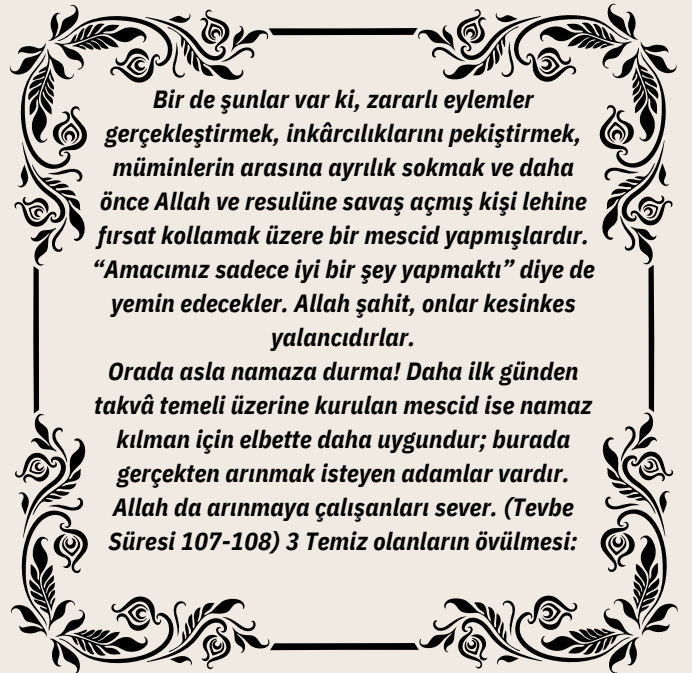 Bir de şunlar var ki, zararlı eylemler
gerçekleştirmek, inkârcılıklarını pekiştirmek,
müminlerin arasına ayrılık sokmak ve daha
önce Allah ve resulüne savaş açmış kişi lehine
fırsat kollamak üzere bir mescid yapmışlardır.
“Amacımız sadece iyi bir şey yapmaktı” diye de
yemin edecekler. Allah şahit, onlar kesinkes
yalancıdırlar.
Orada asla namaza durma! Daha ilk günden
takvâ temeli üzerine kurulan mescid ise namaz
kılman için elbette daha uygundur; burada
gerçekten arınmak isteyen adamlar vardır.
Allah da arınmaya çalışanları sever. (Tevbe
Süresi 107-108) 3 Temiz olanların övülmesi: